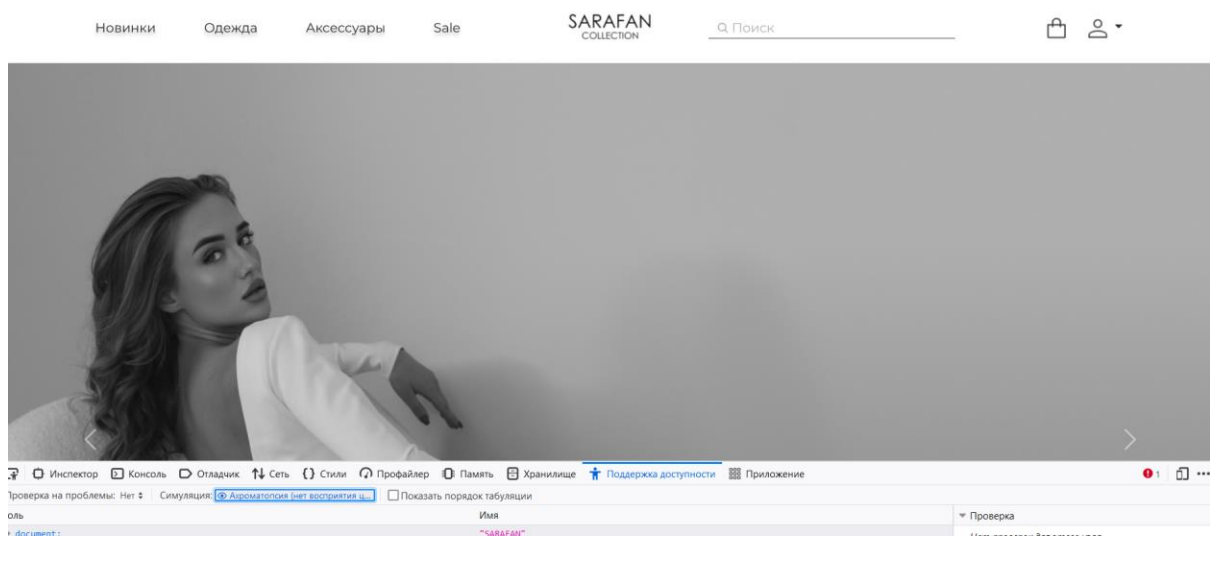 Новинки Одежда Аксессуары Sale SARAFAN Поиск
COLLECTION
Инспектор Консоль Отладчик Сеть {} Стили Профайлер Память Хранилище Поддержка доступности Приложение 1
Проверка на проблемы: Нет Симуляция: Ахроматопсия (нет восприятия ц... Показать порядок табуляции
оль Имя Проверка
document: "SARAFAN"